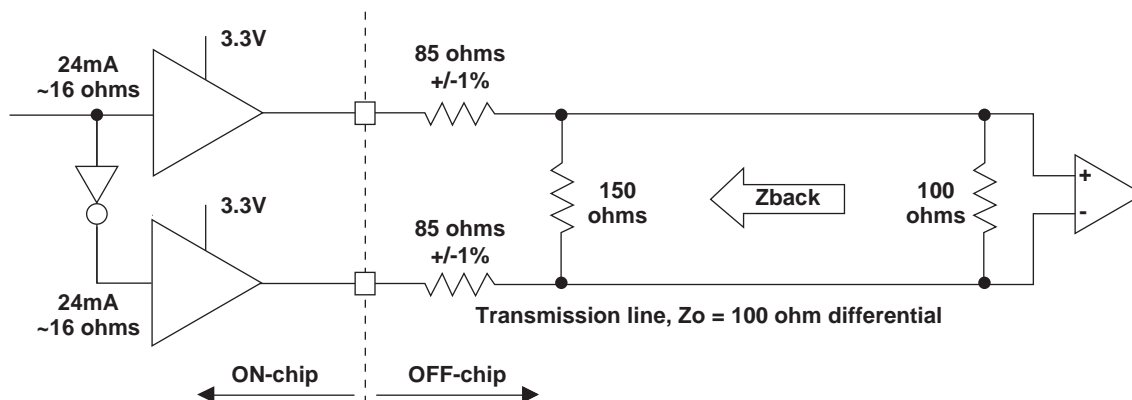 3.3V
24mA
~16 ohms
85 ohms
+/-1%
150
ohms
Zback
100
ohms
+
-
3.3V
85 ohms
+/-1%
24mA
~16 ohms
Transmission line, Zo = 100 ohm differential
ON-chip
OFF-chip